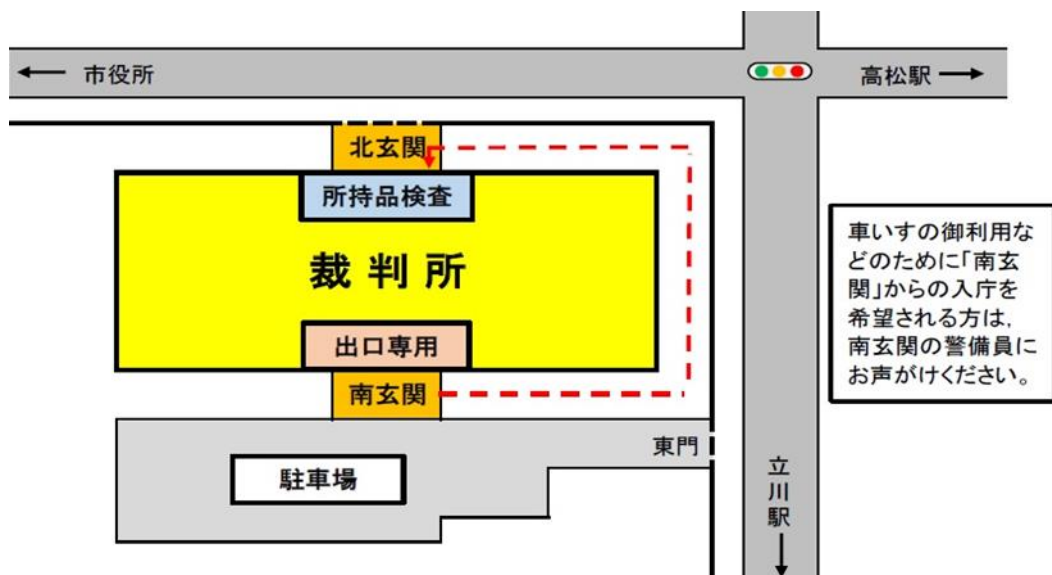 市役所
高松駅
北玄関
所持品検査
裁判所
出口専用
南玄関
東門
駐車場
立川駅
車いすの御利用な
どのために「南玄
関」からの入庁を
希望される方は，
南玄関の警備員に
お声がけください。